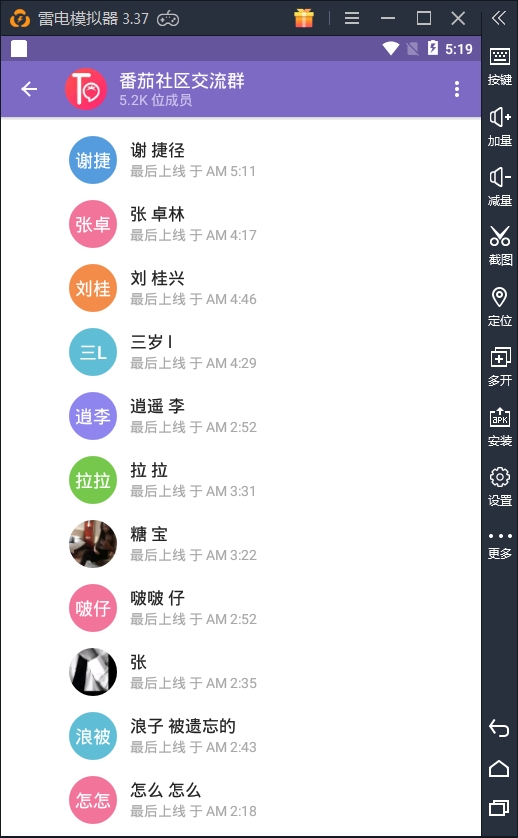 雷电模拟器 3.37
5:19
番茄社区交流群
5.2K 位成员
谢捷
谢 捷径
最后上线 于 AM 5:11
张卓
张 卓林
最后上线 于 AM 4:17
刘桂
刘 桂兴
最后上线 于 AM 4:46
三L
三岁 l
最后上线 于 AM 4:29
逍李
逍遥 李
最后上线 于 AM 2:52
拉拉
拉 拉
最后上线 于 AM 3:31
糖 宝
最后上线 于 AM 3:22
啵仔
啵啵 仔
最后上线 于 AM 2:52
张
最后上线 于 AM 2:35
浪被
浪子 被遗忘的
最后上线 于 AM 2:43
怎怎
怎么 怎么
最后上线 于 AM 2:18
按键
加量
减量
截图
定位
多开
APK
安装
设置
更多